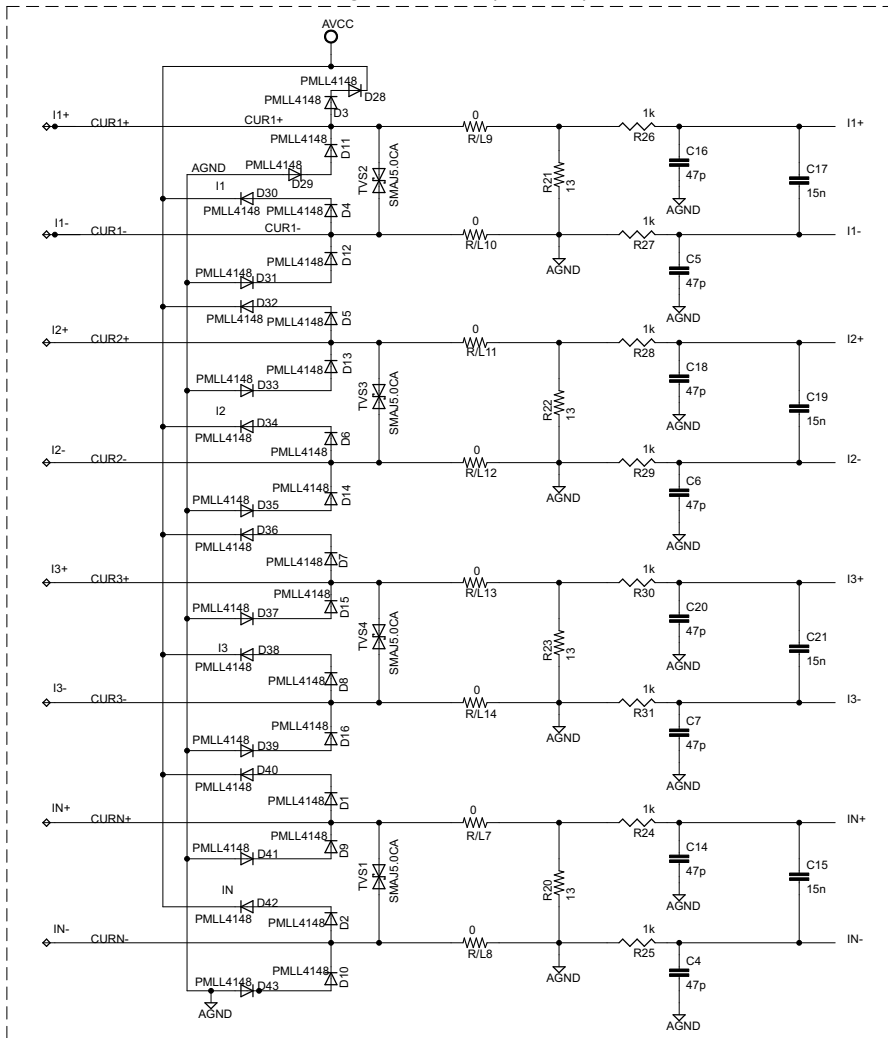 AVCC
PMLL4148
D28
PMLL4148
D3
I1+
CUR1+
CUR1+
0
R/L9
1k
R26
I1+
PMLL4148
D11
C16
47p
C17
15n
AGND
PMLL4148
D29
TVS2
SMAJ5.0CA
R21
13
AGND
I1
D30
PMLL4148
PMLL4148
D4
I1-
CUR1-
CUR1-
0
R/L10
1k
R27
I1-
PMLL4148
D12
AGND
C5
47p
AGND
PMLL4148
D31
D32
PMLL4148
PMLL4148
D5
I2+
CUR2+
0
R/L11
1k
R28
I2+
PMLL4148
D13
C18
47p
C19
15n
PMLL4148
D33
TVS3
SMAJ5.0CA
R22
13
AGND
I2
D34
PMLL4148
PMLL4148
D6
I2-
CUR2-
0
R/L12
1k
R29
I2-
PMLL4148
D14
AGND
C6
47p
AGND
PMLL4148
D35
D36
PMLL4148
PMLL4148
D7
I3+
CUR3+
0
R/L13
1k
R30
I3+
PMLL4148
D15
C20
47p
C21
15n
PMLL4148
D37
TVS4
SMAJ5.0CA
R23
13
AGND
I3
D38
PMLL4148
PMLL4148
D8
I3-
CUR3-
0
R/L14
1k
R31
I3-
PMLL4148
D16
AGND
C7
47p
AGND
PMLL4148
D39
D40
PMLL4148
PMLL4148
D1
IN+
CURN+
0
R/L7
1k
R24
IN+
PMLL4148
D9
C14
47p
C15
15n
PMLL4148
D41
TVS1
SMAJ5.0CA
R20
13
AGND
IN
D42
PMLL4148
PMLL4148
D2
IN-
CURN-
0
R/L8
1k
R25
IN-
PMLL4148
D10
AGND
C4
47p
AGND
PMLL4148
D43
AGND